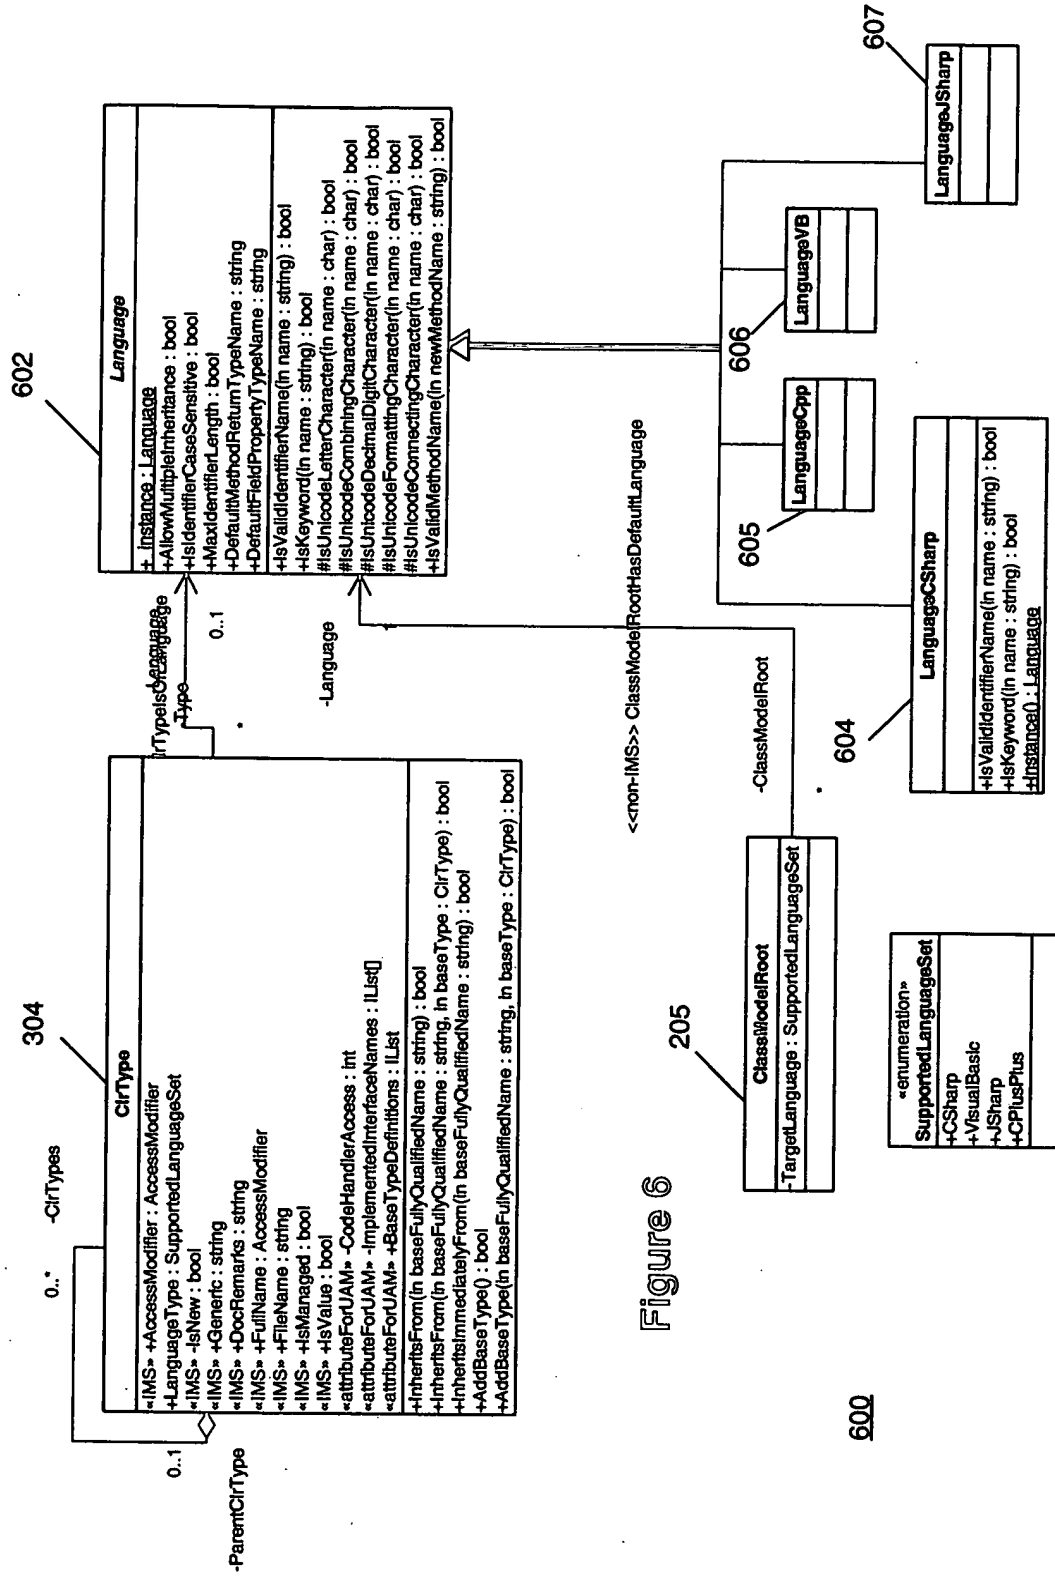 304
0..*
-ClrTypes
ClrType
«IMS» +AccessModifier : AccessModifier
+LanguageType : SupportedLanguageSet
«IMS» -IsNew : bool
«IMS» +Generic : string
«IMS» +DocRemarks : string
«IMS» +FullName : AccessModifier
«IMS» +FileName : string
«IMS» +IsManaged : bool
«IMS» +IsValue : bool
«attributeForUAM» -CodeHandlerAccess : int
«attributeForUAM» -ImplementedInterfaceNames : IList[]
«attributeForUAM» +BaseTypeDefinitions : IList
+InheritsFrom(in baseFullyQualifiedName : string) : bool
+InheritsFrom(in baseFullyQualifiedName : string, in baseType : ClrType) : bool
+InheritsImmediatelyFrom(in baseFullyQualifiedName : string) : bool
+AddBaseType() : bool
+AddBaseType(in baseFullyQualifiedName : string, in baseType : ClrType) : bool
0..1
-ParentClrType
ClrTypeIsOfLanguage
-Language
-Type
*
0..1
602
Language
+ instance : Language
+AllowMultipleInheritance : bool
+IsIdentifierCaseSensitive : bool
+MaxIdentifierLength : bool
+DefaultMethodReturnTypeName : string
+DefaultFieldPropertyTypeName : string
+IsValidIdentifierName(in name : string) : bool
+IsKeyword(in name : string) : bool
#IsUnicodeLetterCharacter(in name : char) : bool
#IsUnicodeCombiningCharacter(in name : char) : bool
#IsUnicodeDecimalDigitCharacter(in name : char) : bool
#IsUnicodeFormattingCharacter(in name : char) : bool
#IsUnicodeConnectingCharacter(in name : char) : bool
+IsValidMethodName(in newMethodName : string) : bool
-Language
1
<<non-IMS>> ClassModelRootHasDefaultLanguage
-ClassModelRoot
*
205
ClassModelRoot
-TargetLanguage : SupportedLanguageSet
«enumeration»
SupportedLanguageSet
+CSharp
+VisualBasic
+JSharp
+CPlusPlus
604
LanguageCSharp
+IsValidIdentifierName(in name : string) : bool
+IsKeyword(in name : string) : bool
+Instance() : Language
605
LanguageCpp
606
LanguageVB
607
LanguageJSharp
Figure 6
600